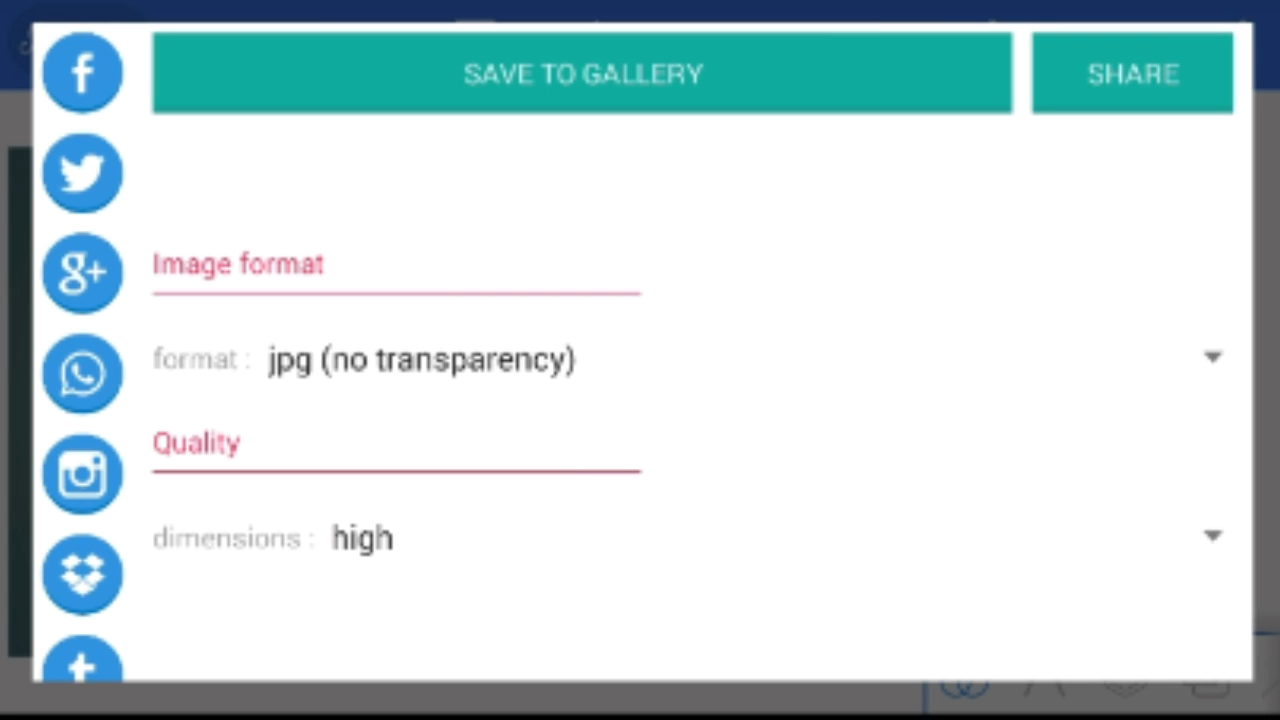 SAVE TO GALLERY
SHARE
Image format
format : jpg (no transparency)
Quality
dimensions : high